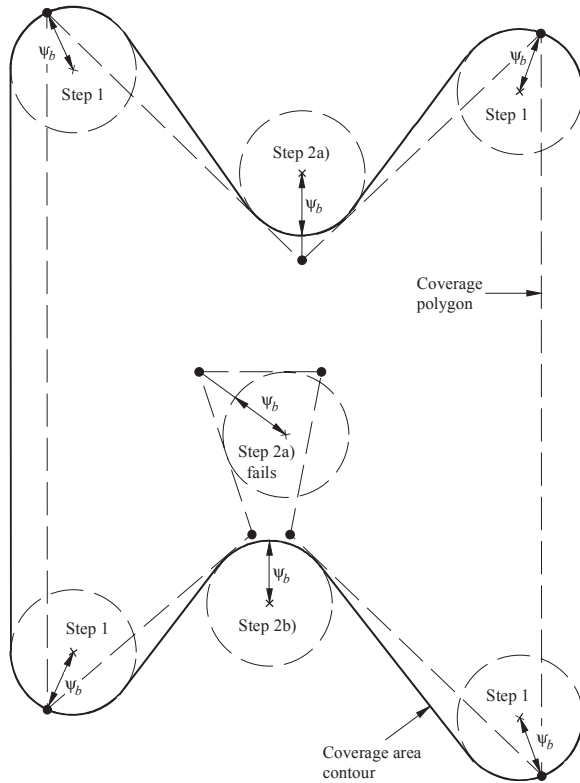 Ψb
Step 1
Ψb
Step 1
Step 2a)
Ψb
Coverage
polygon
Ψb
Step 2a)
fails
Step 1
Ψb
Ψb
Step 2b)
Step 1
Ψb
Coverage area
contour